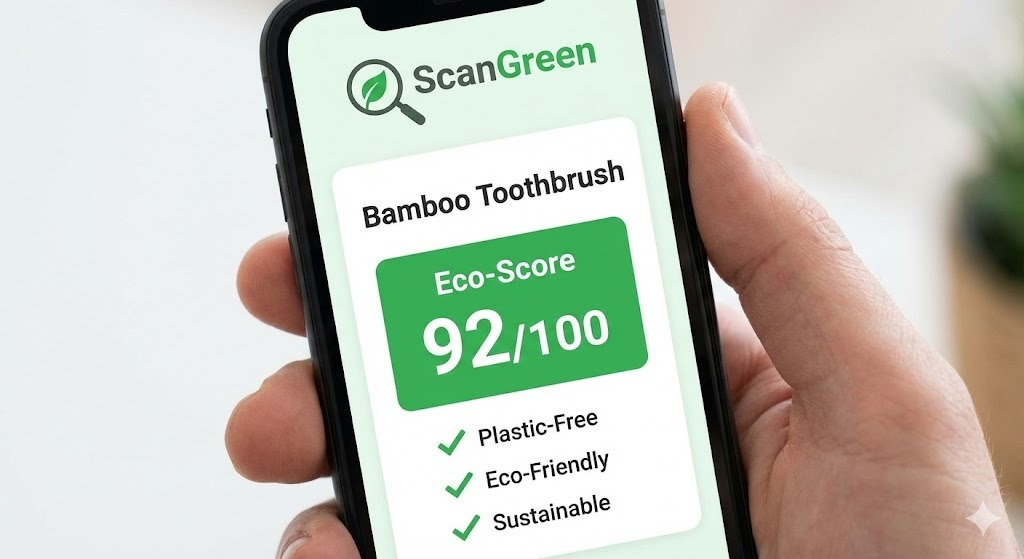 ScanGreen
Bamboo Toothbrush
Eco-Score
92/100
Plastic-Free
Eco-Friendly
Sustainable